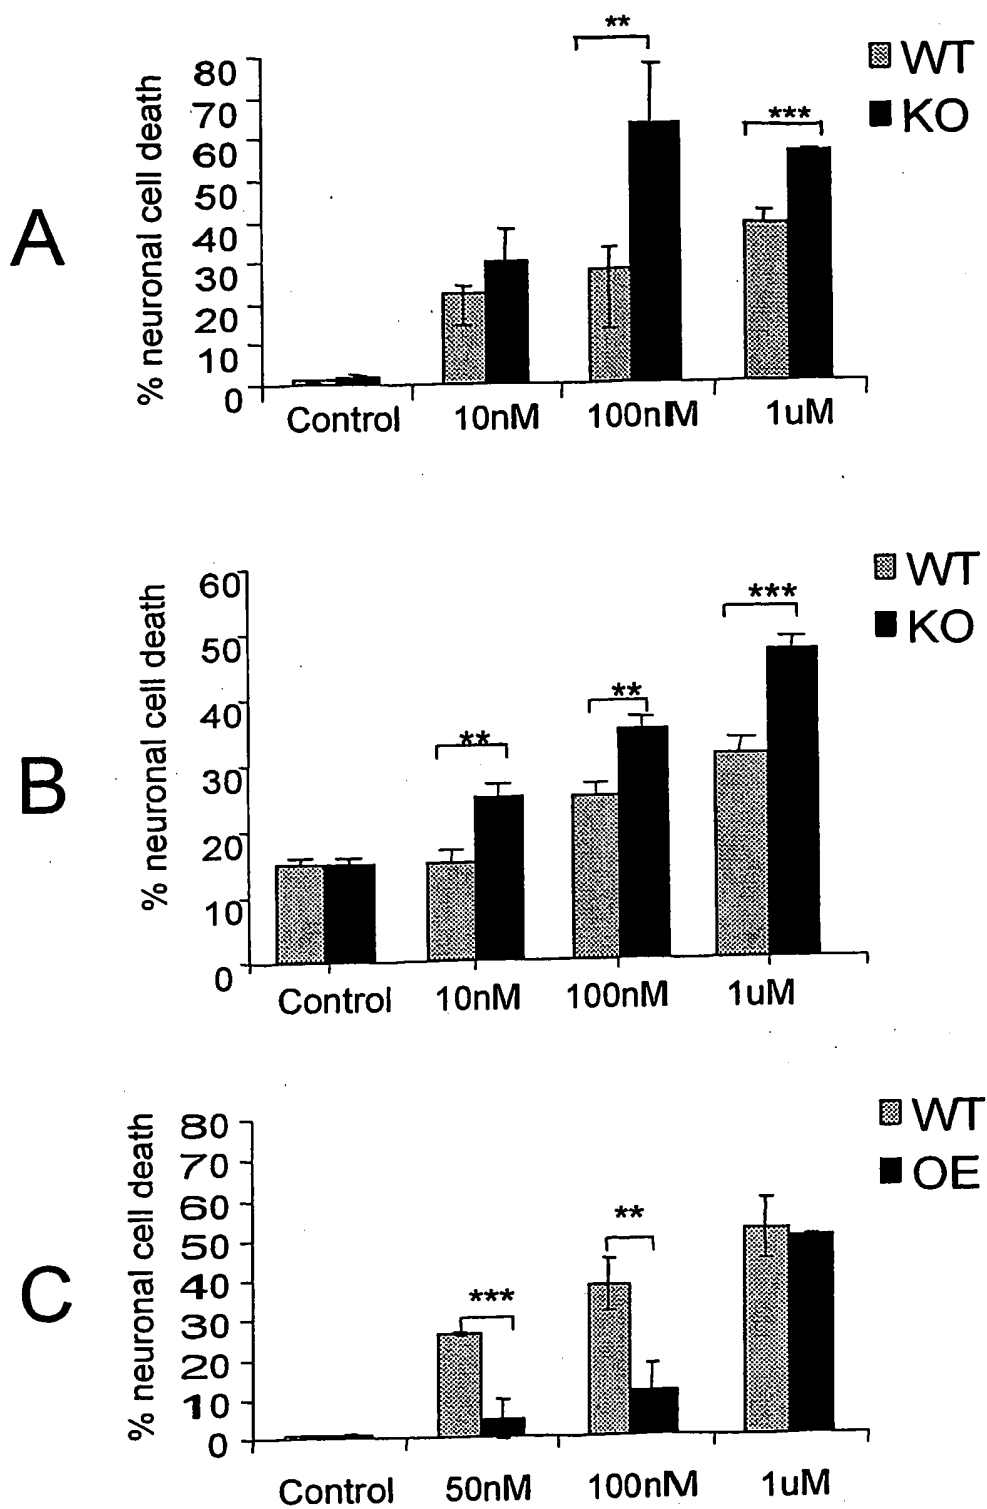 **
WT
KO
80
70
60
50
40
30
20
10
0
% neuronal cell death
A
***
Control 10nM 100nM 1uM
WT
KO
60
50
40
30
20
10
0
% neuronal cell death
B
**
**
***
Control 10nM 100nM 1uM
WT
OE
80
70
60
50
40
30
20
10
0
% neuronal cell death
C
***
**
Control 50nM 100nM 1uM